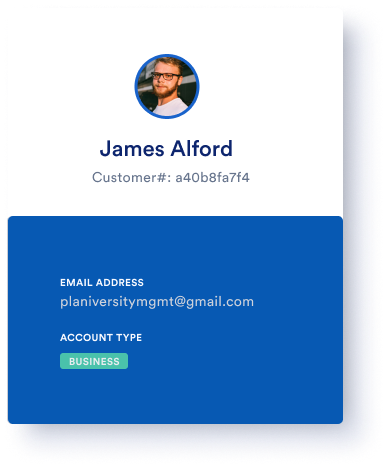 James Alford
Customer#: a40b8fa7f4
EMAIL ADDRESS
planiversitymgmt@gmail.com
ACCOUNT TYPE
BUSINESS